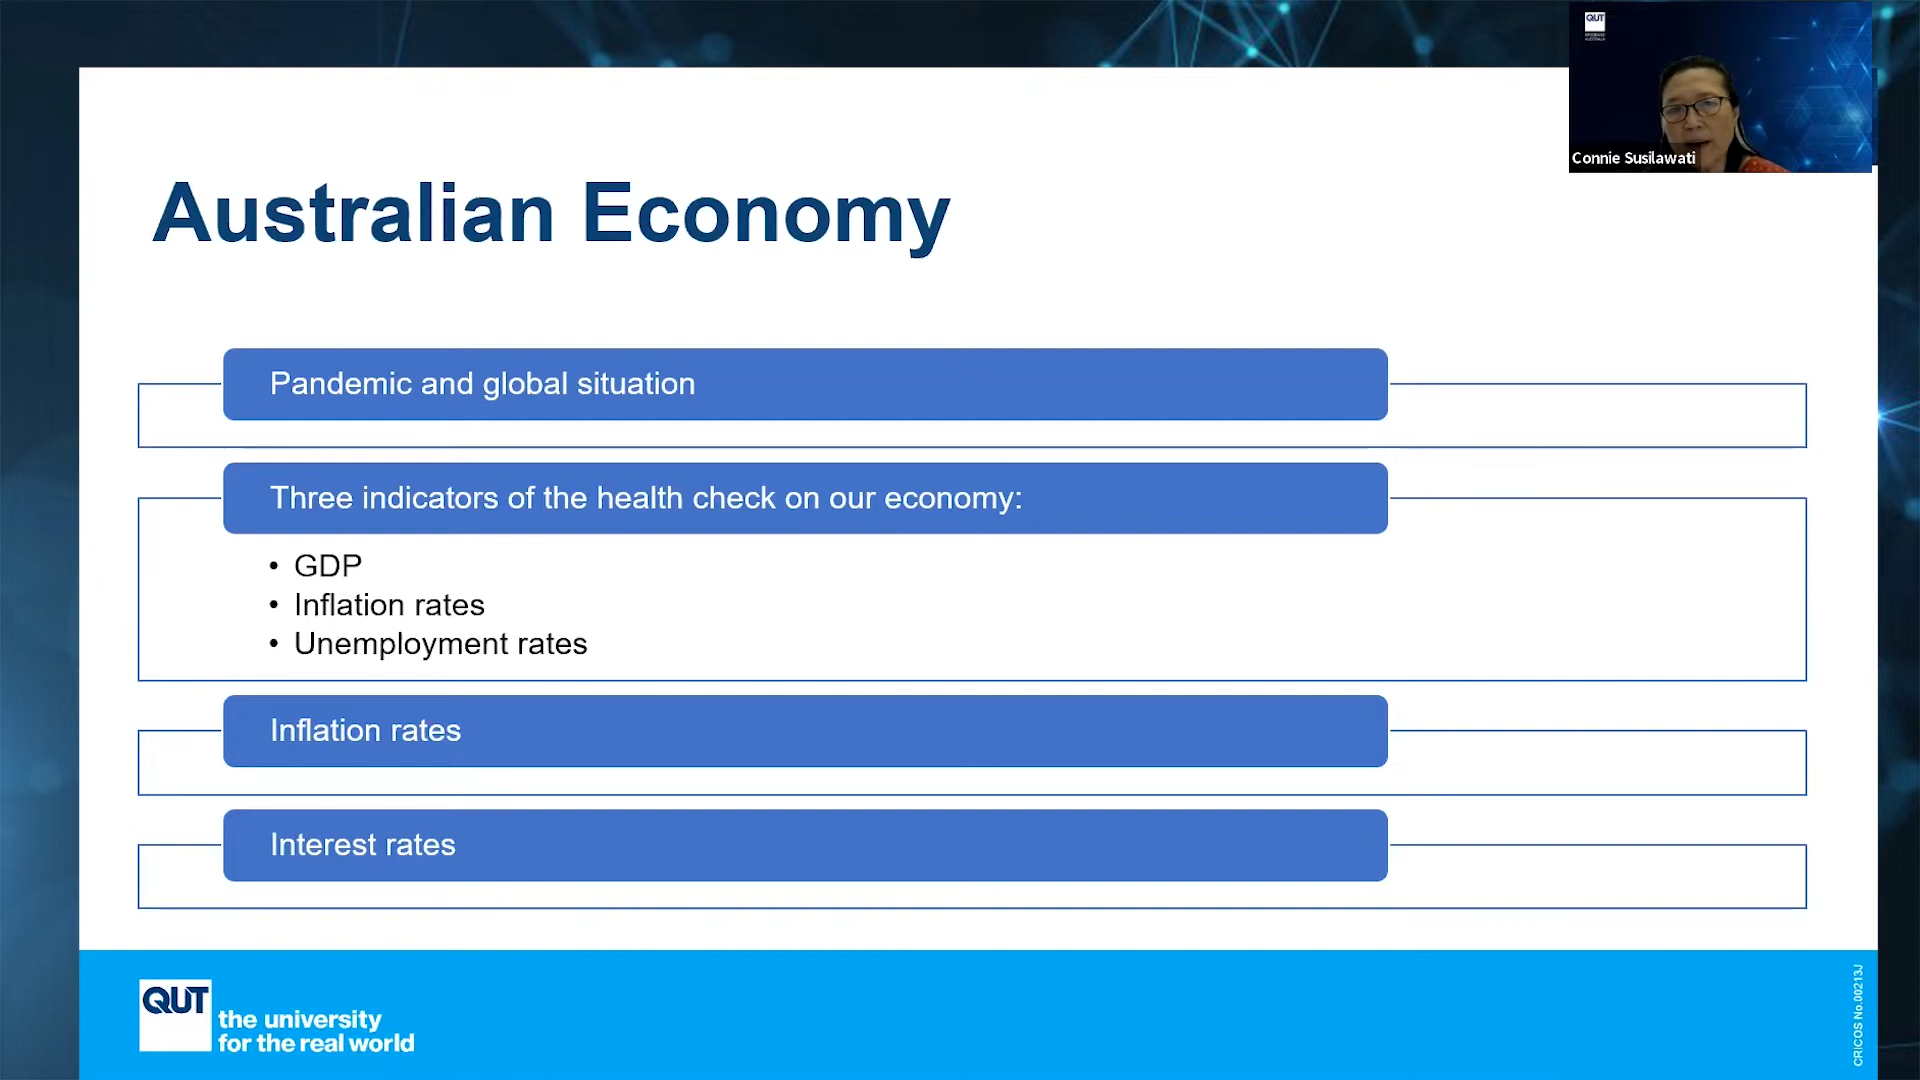 QUT
Connie Susilawati
Australian Economy
Pandemic and global situation
Three indicators of the health check on our economy:
• GDP
• Inflation rates
• Unemployment rates
Inflation rates
Interest rates
QUT
the university
for the real world
CRICOS No.00213J